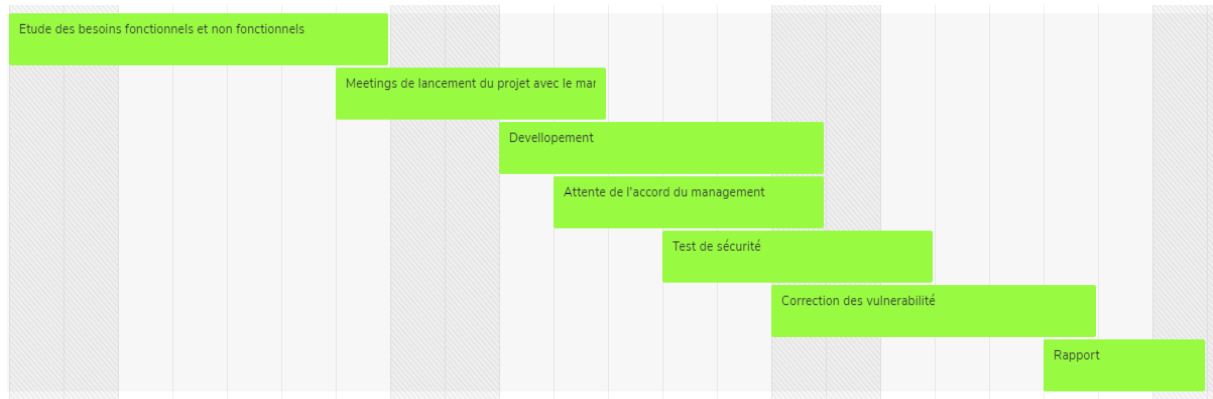 Etude des besoins fonctionnels et non fonctionnels
Meetings de lancement du projet avec le mar
Devellopement
Attente de l'accord du management
Test de sécurité
Correction des vulnerabilité
Rapport